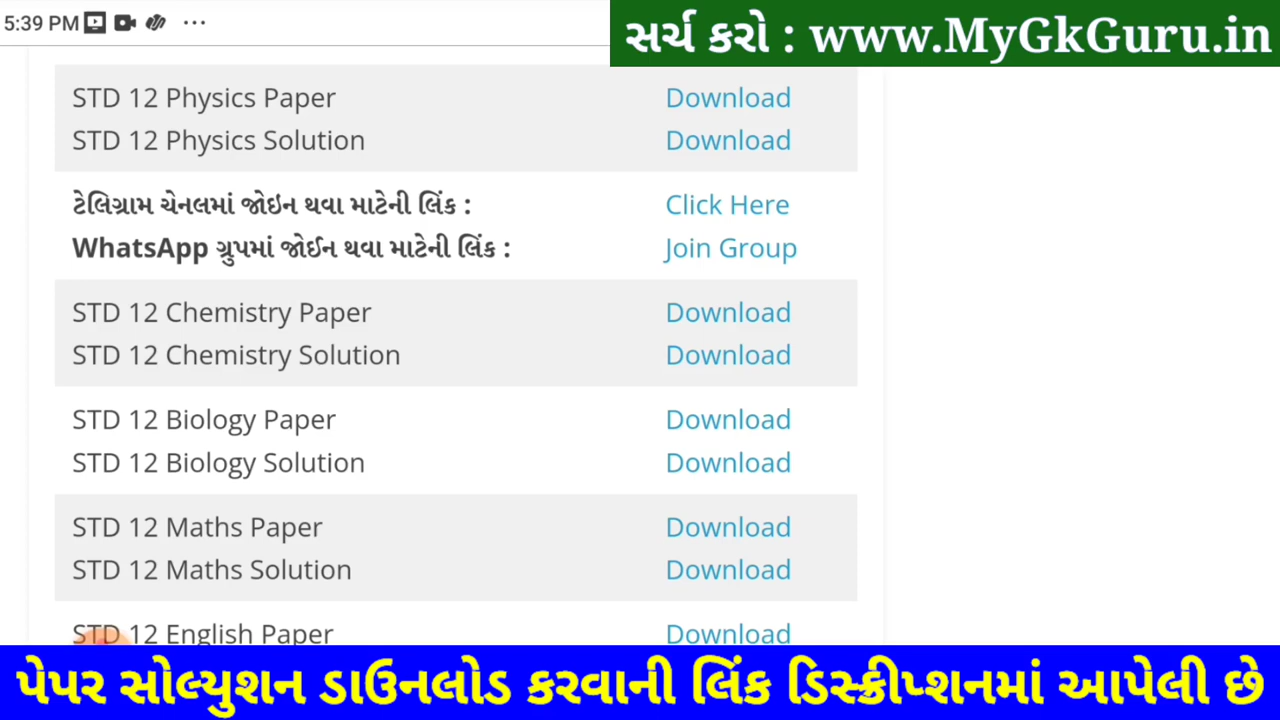 5:39 PM
સર્ચ કરો : www.MyGkGuru.in
STD 12 Physics Paper Download
STD 12 Physics Solution Download
ટેલિગ્રામ ચેનલમાં જોઇન થવા માટેની લિંક : Click Here
WhatsApp ગ્રુપમાં જોઈન થવા માટેની લિંક : Join Group
STD 12 Chemistry Paper Download
STD 12 Chemistry Solution Download
STD 12 Biology Paper Download
STD 12 Biology Solution Download
STD 12 Maths Paper Download
STD 12 Maths Solution Download
STD 12 English Paper Download
પેપર સોલ્યુશન ડાઉનલોડ કરવાની લિંક ડિસ્ક્રીપ્શનમાં આપેલી છે